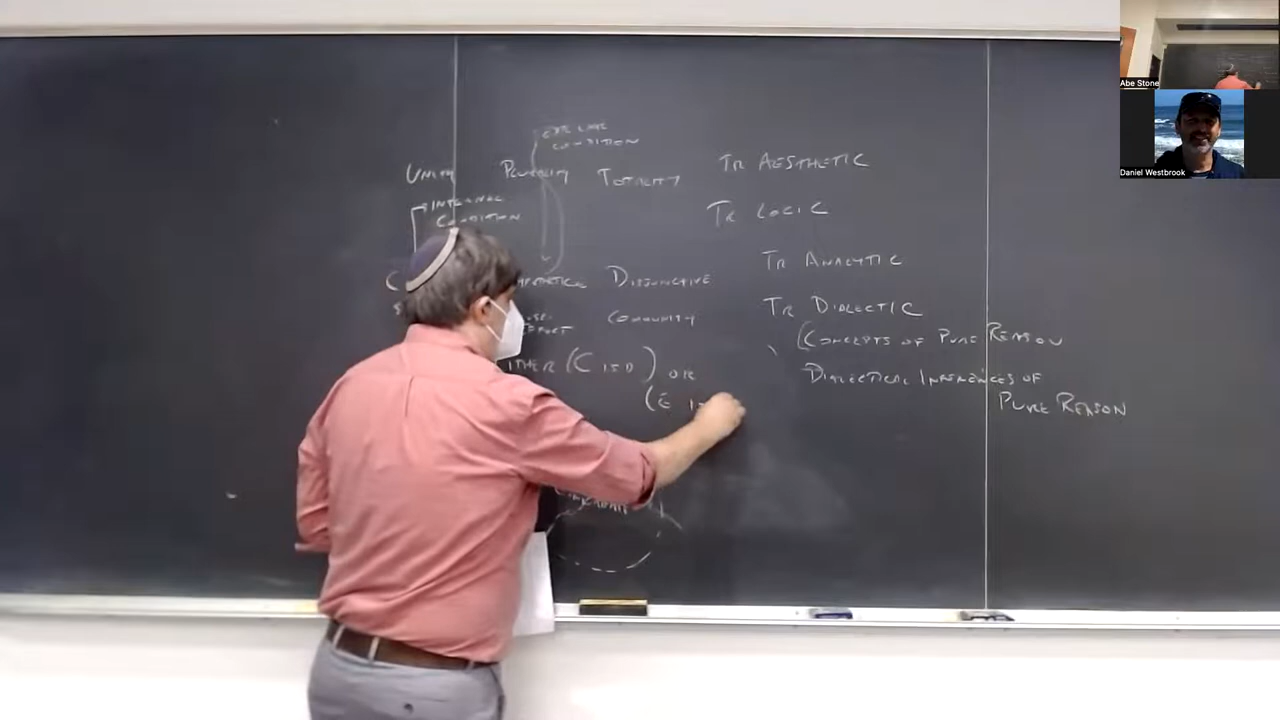 EXTERNAL
CONDITION
UNITY PLURALITY TOTALITY
INTERNAL
CONDITION
DISJUNCTIVE
COMMUNITY
(C IS D) OR
(E
TR AESTHETIC
TR LOGIC
TR ANALYTIC
TR DIALECTIC
(CONCEPTS OF PURE REASON
DIALECTICAL INFERENCES OF
PURE REASON
Abe Stone
Daniel Westbrook